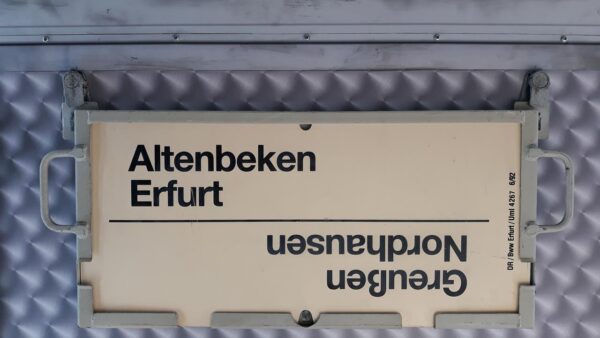 Altenbeken
Erfurt
Greußen
Nordhausen
DR / Bww Erfurt / Uml 4267 6/92